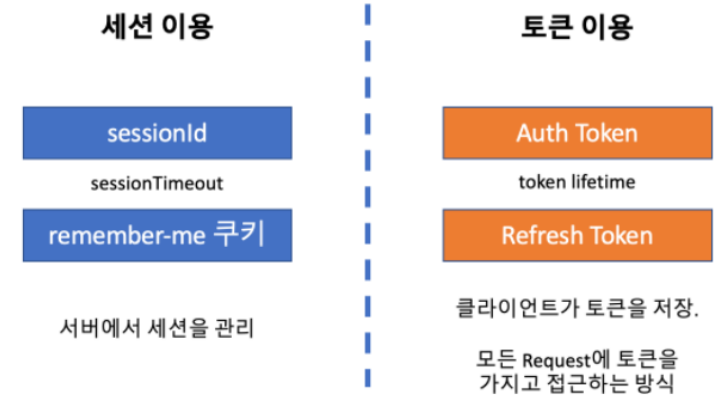 세션 이용
sessionId
sessionTimeout
remember-me 쿠키
서버에서 세션을 관리
토큰 이용
Auth Token
token lifetime
Refresh Token
클라이언트가 토큰을 저장.
모든 Request에 토큰을
가지고 접근하는 방식